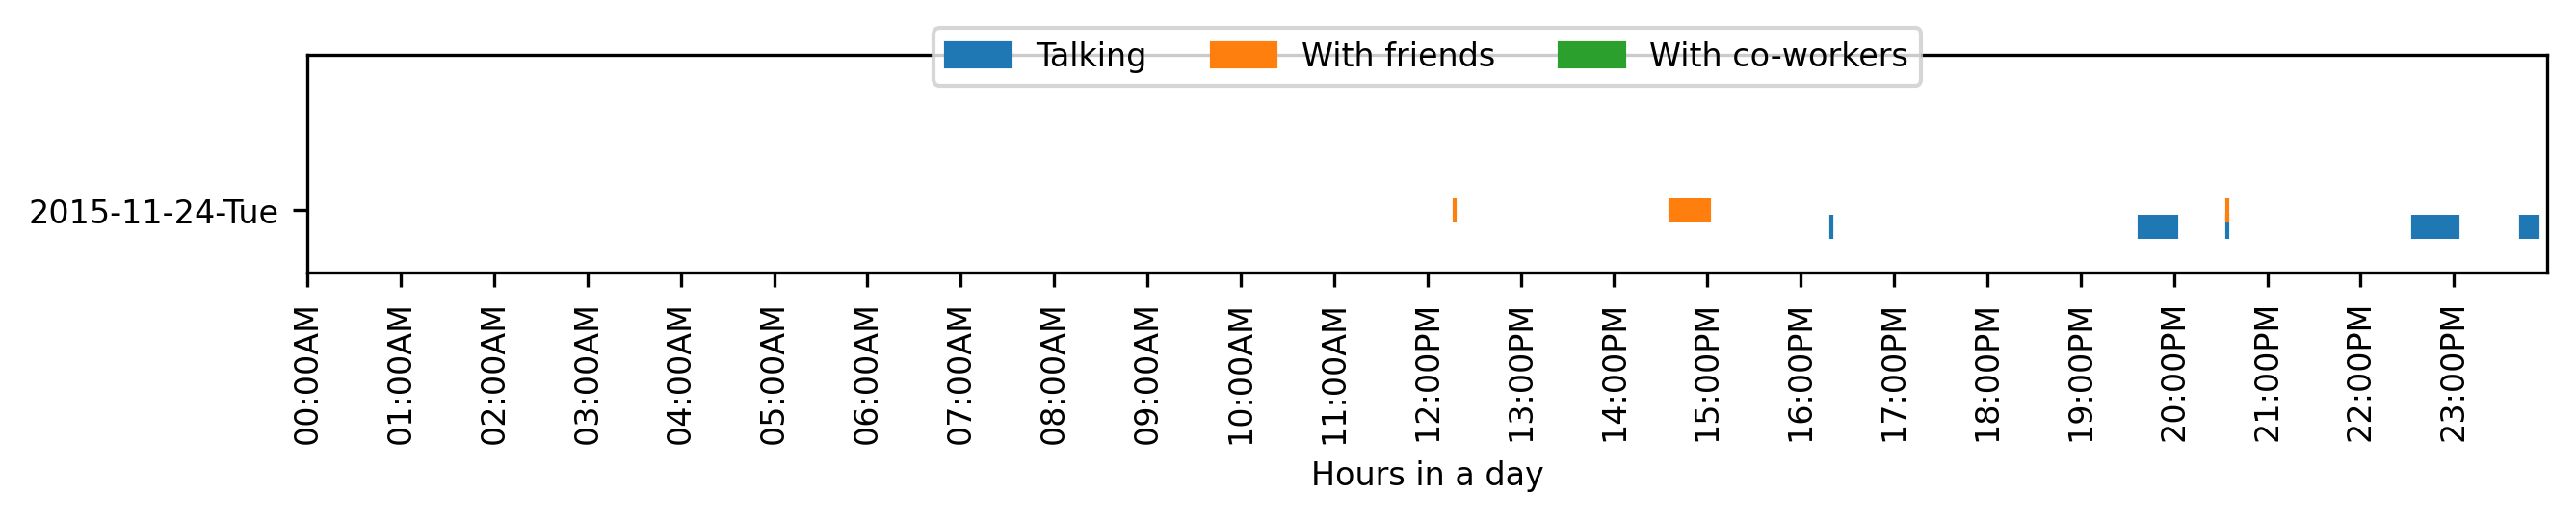 Talking With friends With co-workers
2015-11-24-Tue
00:00AM 01:00AM 02:00AM 03:00AM 04:00AM 05:00AM 06:00AM 07:00AM 08:00AM 09:00AM 10:00AM 11:00AM 12:00PM 13:00PM 14:00PM 15:00PM 16:00PM 17:00PM 18:00PM 19:00PM 20:00PM 21:00PM 22:00PM 23:00PM
Hours in a day